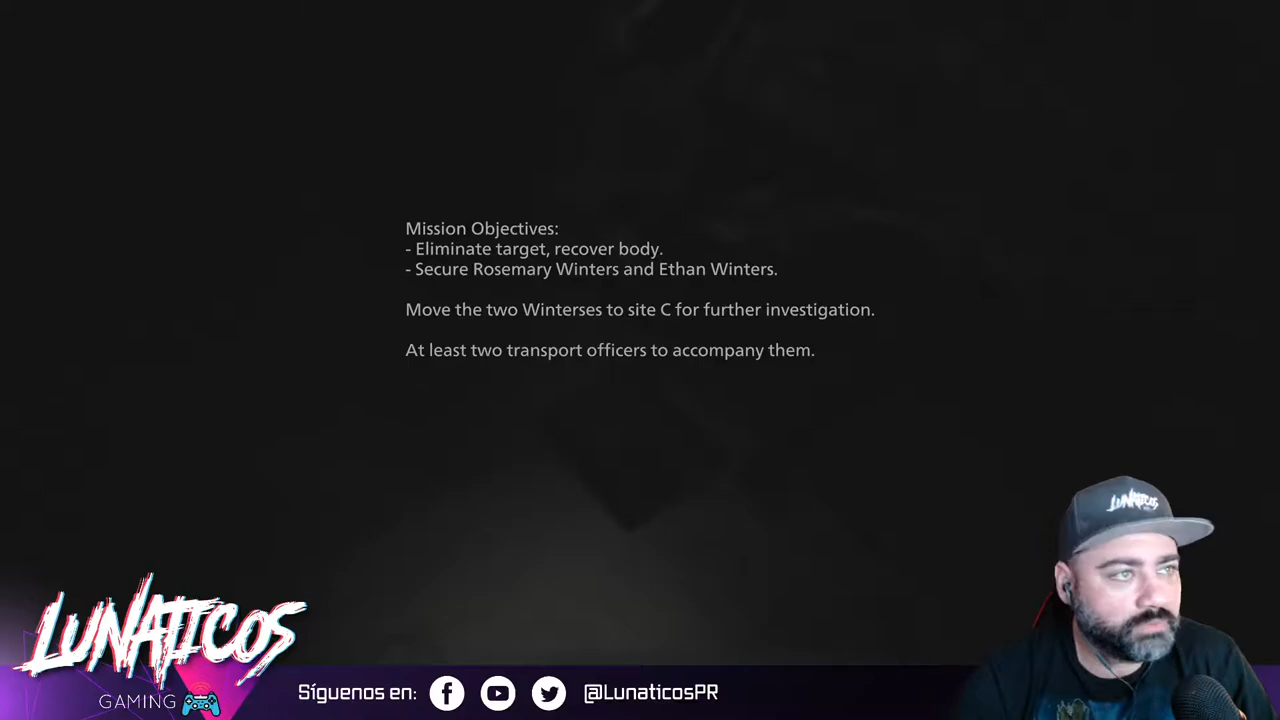 Mission Objectives:
- Eliminate target, recover body.
- Secure Rosemary Winters and Ethan Winters.
Move the two Winterses to site C for further investigation.
At least two transport officers to accompany them.
LUNATICOS
LUNATICOS
GAMING
Síguenos en: @LunaticosPR